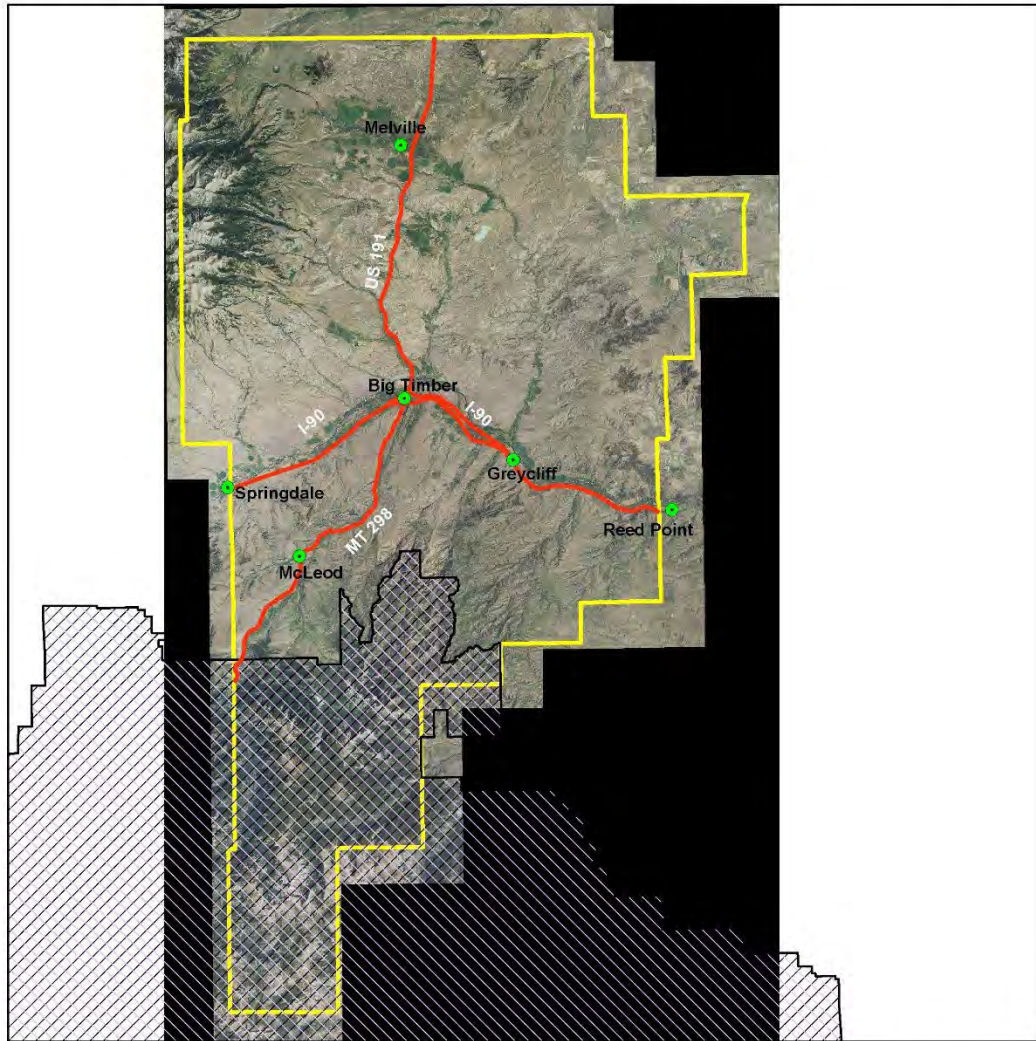 Melville
US 191
Big Timber
I-90
I-90
Greycliff
Springdale
Reed Point
MT 298
McLeod